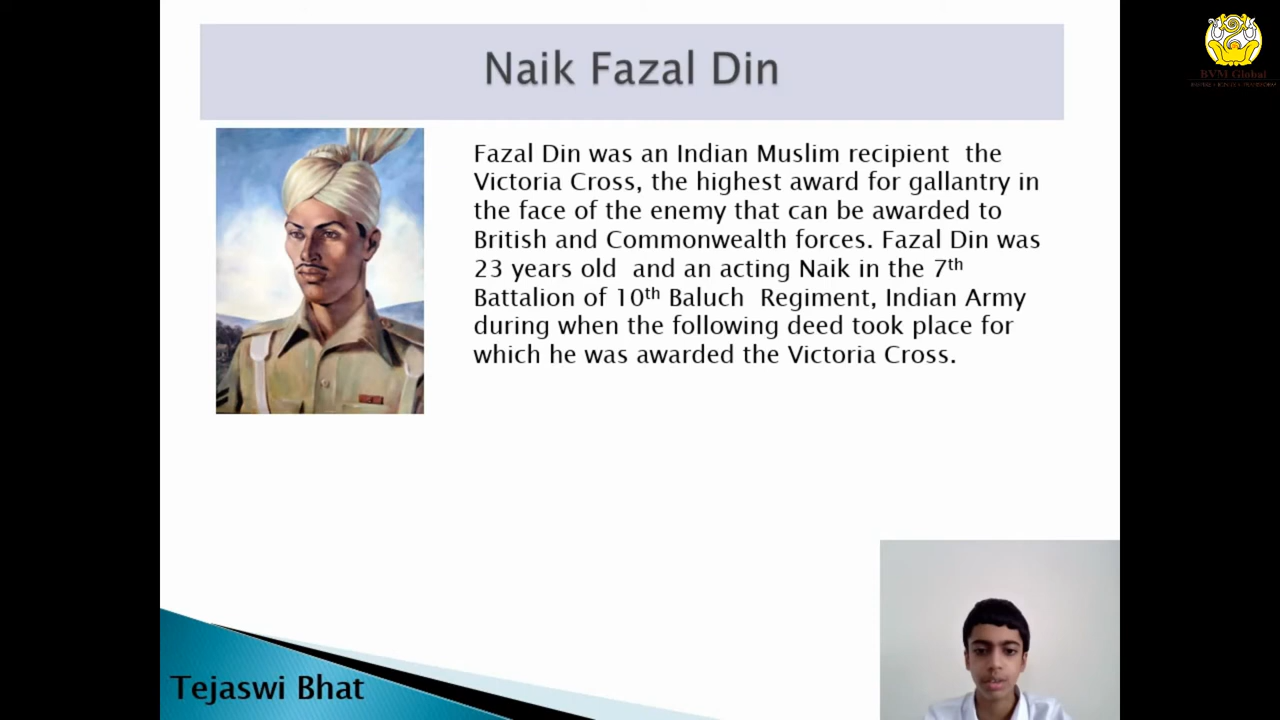 Naik Fazal Din
Fazal Din was an Indian Muslim recipient  the
Victoria Cross, the highest award for gallantry in
the face of the enemy that can be awarded to
British and Commonwealth forces. Fazal Din was
23 years old  and an acting Naik in the 7th
Battalion of 10th Baluch  Regiment, Indian Army
during when the following deed took place for
which he was awarded the Victoria Cross.
Tejaswi Bhat
BVM Global